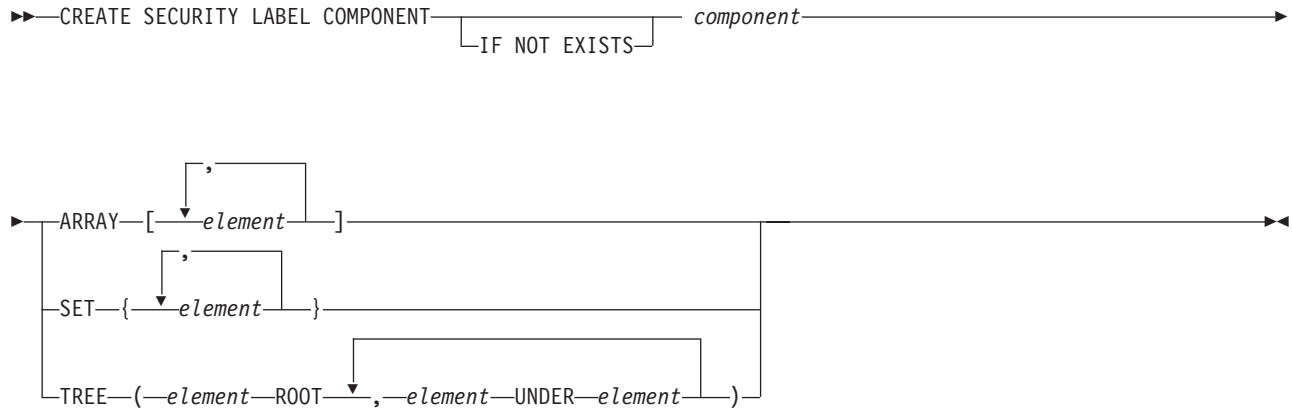 CREATE SECURITY LABEL COMPONENT component
IF NOT EXISTS
,
ARRAY [ element ]
,
SET { element }
TREE ( element ROOT , element UNDER element )